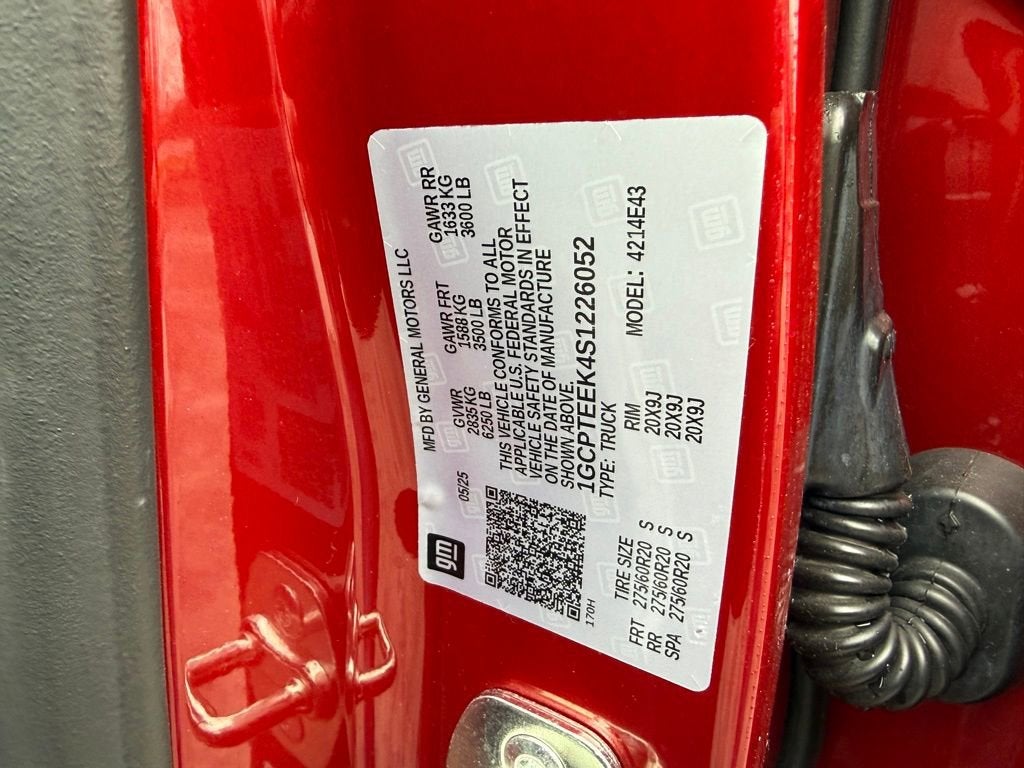 gm
MFD BY GENERAL MOTORS LLC
05/25
GVWR GAWR FRT GAWR RR
2835 KG 1588 KG 1633 KG
6250 LB 3500 LB 3600 LB
THIS VEHICLE CONFORMS TO ALL
APPLICABLE U.S. FEDERAL MOTOR
VEHICLE SAFETY STANDARDS IN EFFECT
ON THE DATE OF MANUFACTURE
SHOWN ABOVE.
1GCPTEEK4S1226052
TYPE: TRUCK MODEL: 4214E43
170H
TIRE SIZE RIM
FRT 275/60R20 S 20X9J
RR 275/60R20 S 20X9J
SPA 275/60R20 S 20X9J